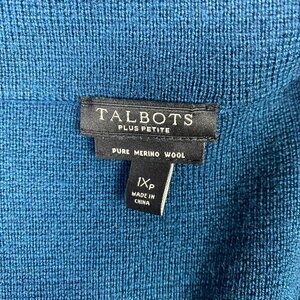 TALBOTS
PLUS PETITE
PURE MERINO WOOL
1XP
MADE IN
CHINA